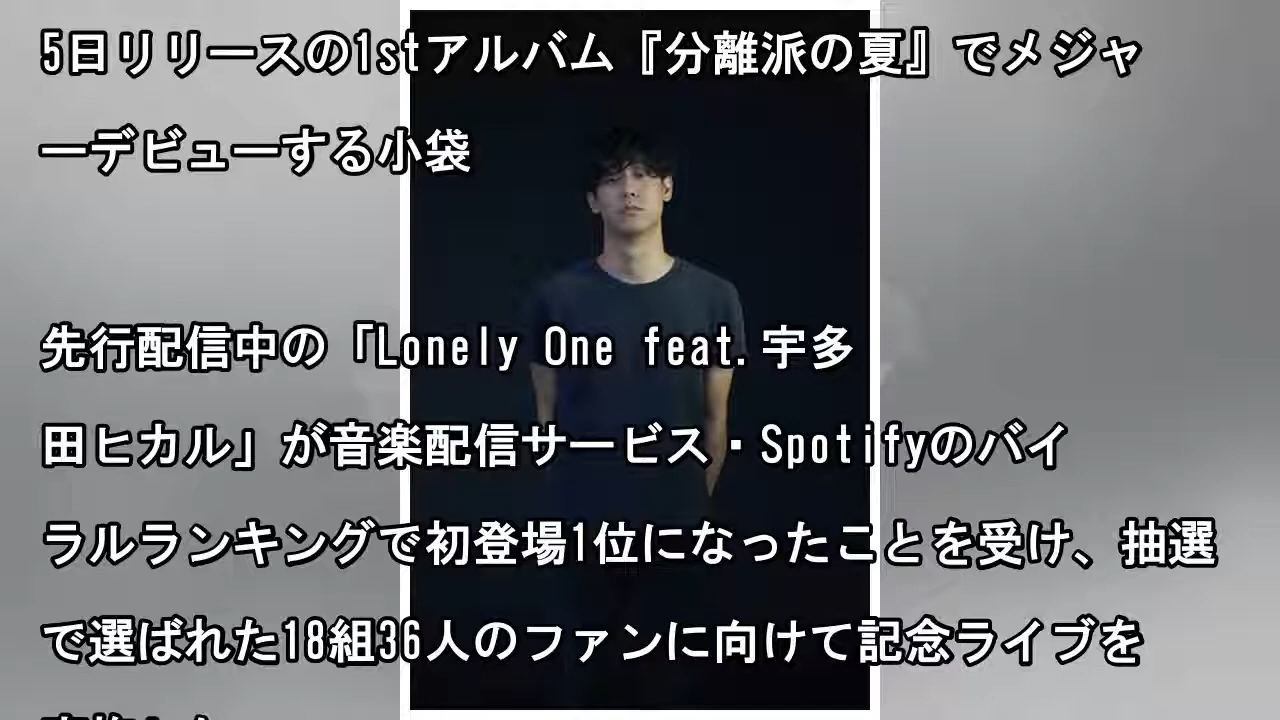 5日リリースの1stアルバム『分離派の夏』でメジャ
ーデビューする小袋
先行配信中の「Lonely One feat.宇多
田ヒカル」が音楽配信サービス・Spotifyのバイ
ラルランキングで初登場1位になったことを受け、抽選
で選ばれた18組36人のファンに向けて記念ライブを